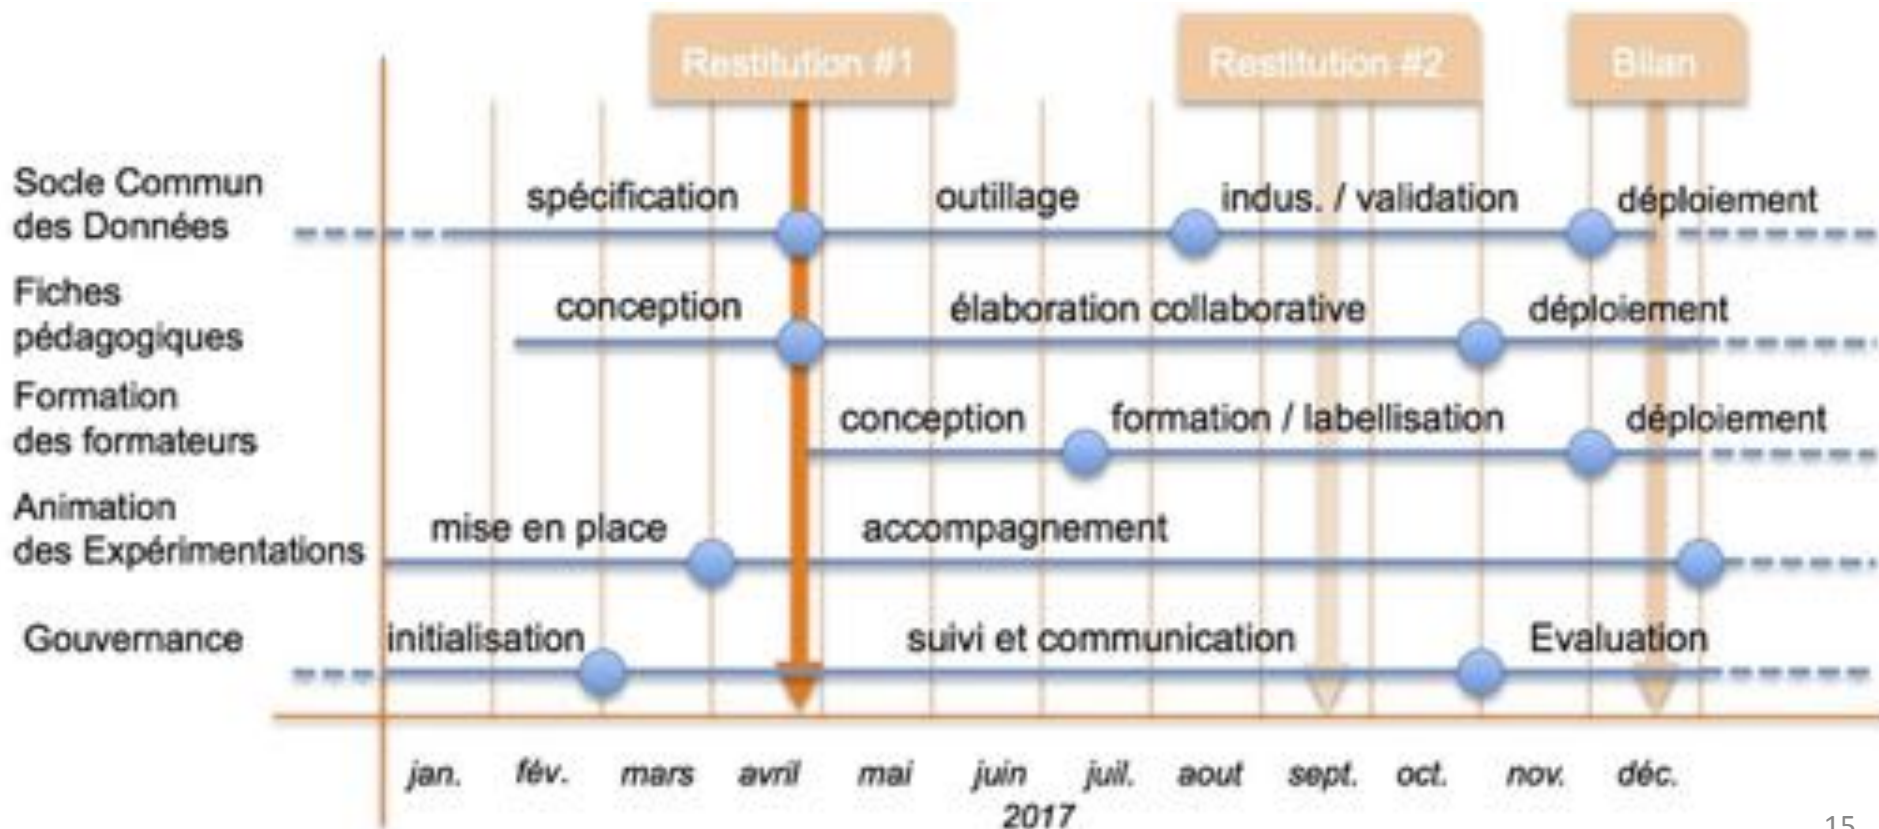 Restitution #1
Restitution #2
Bilan
Socle Commun
des Données
spécification
outillage
indus. / validation
déploiement
Fiches
pédagogiques
conception
élaboration collaborative
déploiement
Formation
des formateurs
conception
formation / labellisation
déploiement
Animation
des Expérimentations
mise en place
accompagnement
Gouvernance
initialisation
suivi et communication
Evaluation
jan. fév. mars avril mai juin juil. aout sept. oct. nov. déc.
2017
15